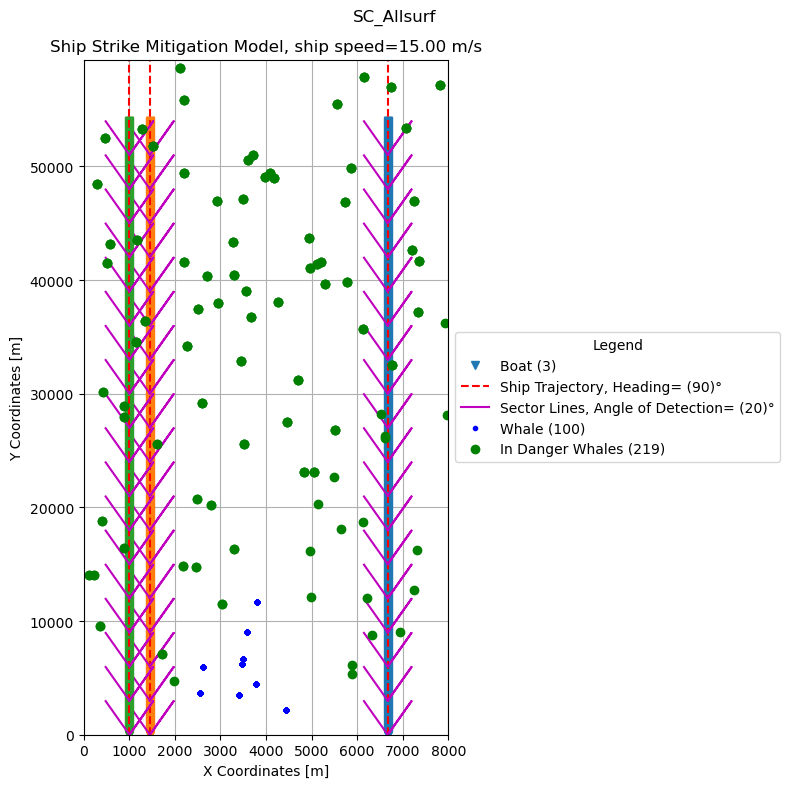 SC_Allsurf
Ship Strike Mitigation Model, ship speed=15.00 m/s
Y Coordinates [m]
50000
40000
30000
20000
10000
0
0 1000 2000 3000 4000 5000 6000 7000 8000
X Coordinates [m]
Legend
Boat (3)
Ship Trajectory, Heading= (90)°
Sector Lines, Angle of Detection= (20)°
Whale (100)
In Danger Whales (219)